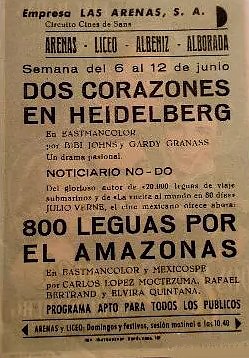 Empresa LAS ARENAS, S. A.
Circuito Cines de Sans
ARENAS - LICEO - ALBENIZ - ALBORADA
Semana del 6 al 12 de junio
DOS CORAZONES
EN HEIDELBERG
En EASTMANCOLOR
por BIBI JOHNS y GARDY GRANASS
Un drama pasional.
NOTICIARIO NO-DO
Del glorioso autor de «20.000 leguas de viaje
submarino» y de «La vuelta al mundo en 80 días»
JULIO VERNE, el cine mexicano ofrece ahora:
800 LEGUAS POR
EL AMAZONAS
En EASTMANCOLOR y MEXICOSPE
por CARLOS LOPEZ MOCTEZUMA, RAFAEL
BERTRAND y ELVIRA QUINTANA.
PROGRAMA APTO PARA TODOS LOS PUBLICOS
ARENAS y LICEO: Domingos y festivos, sesión matinal a las 10.40